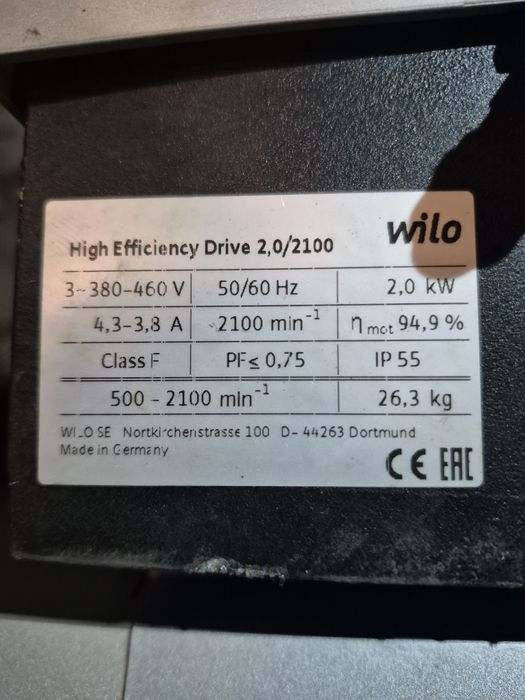 wilo
High Efficiency Drive 2,0/2100
3~380-460 V 50/60 Hz 2,0 kW
4,3-3,8 A 2100 min⁻¹ η mot 94,9 %
Class F PF≤ 0,75 IP 55
500 - 2100 min⁻¹ 26,3 kg
WILO SE Nortkirchenstrasse 100 D- 44263 Dortmund
Made in Germany
CE EAC